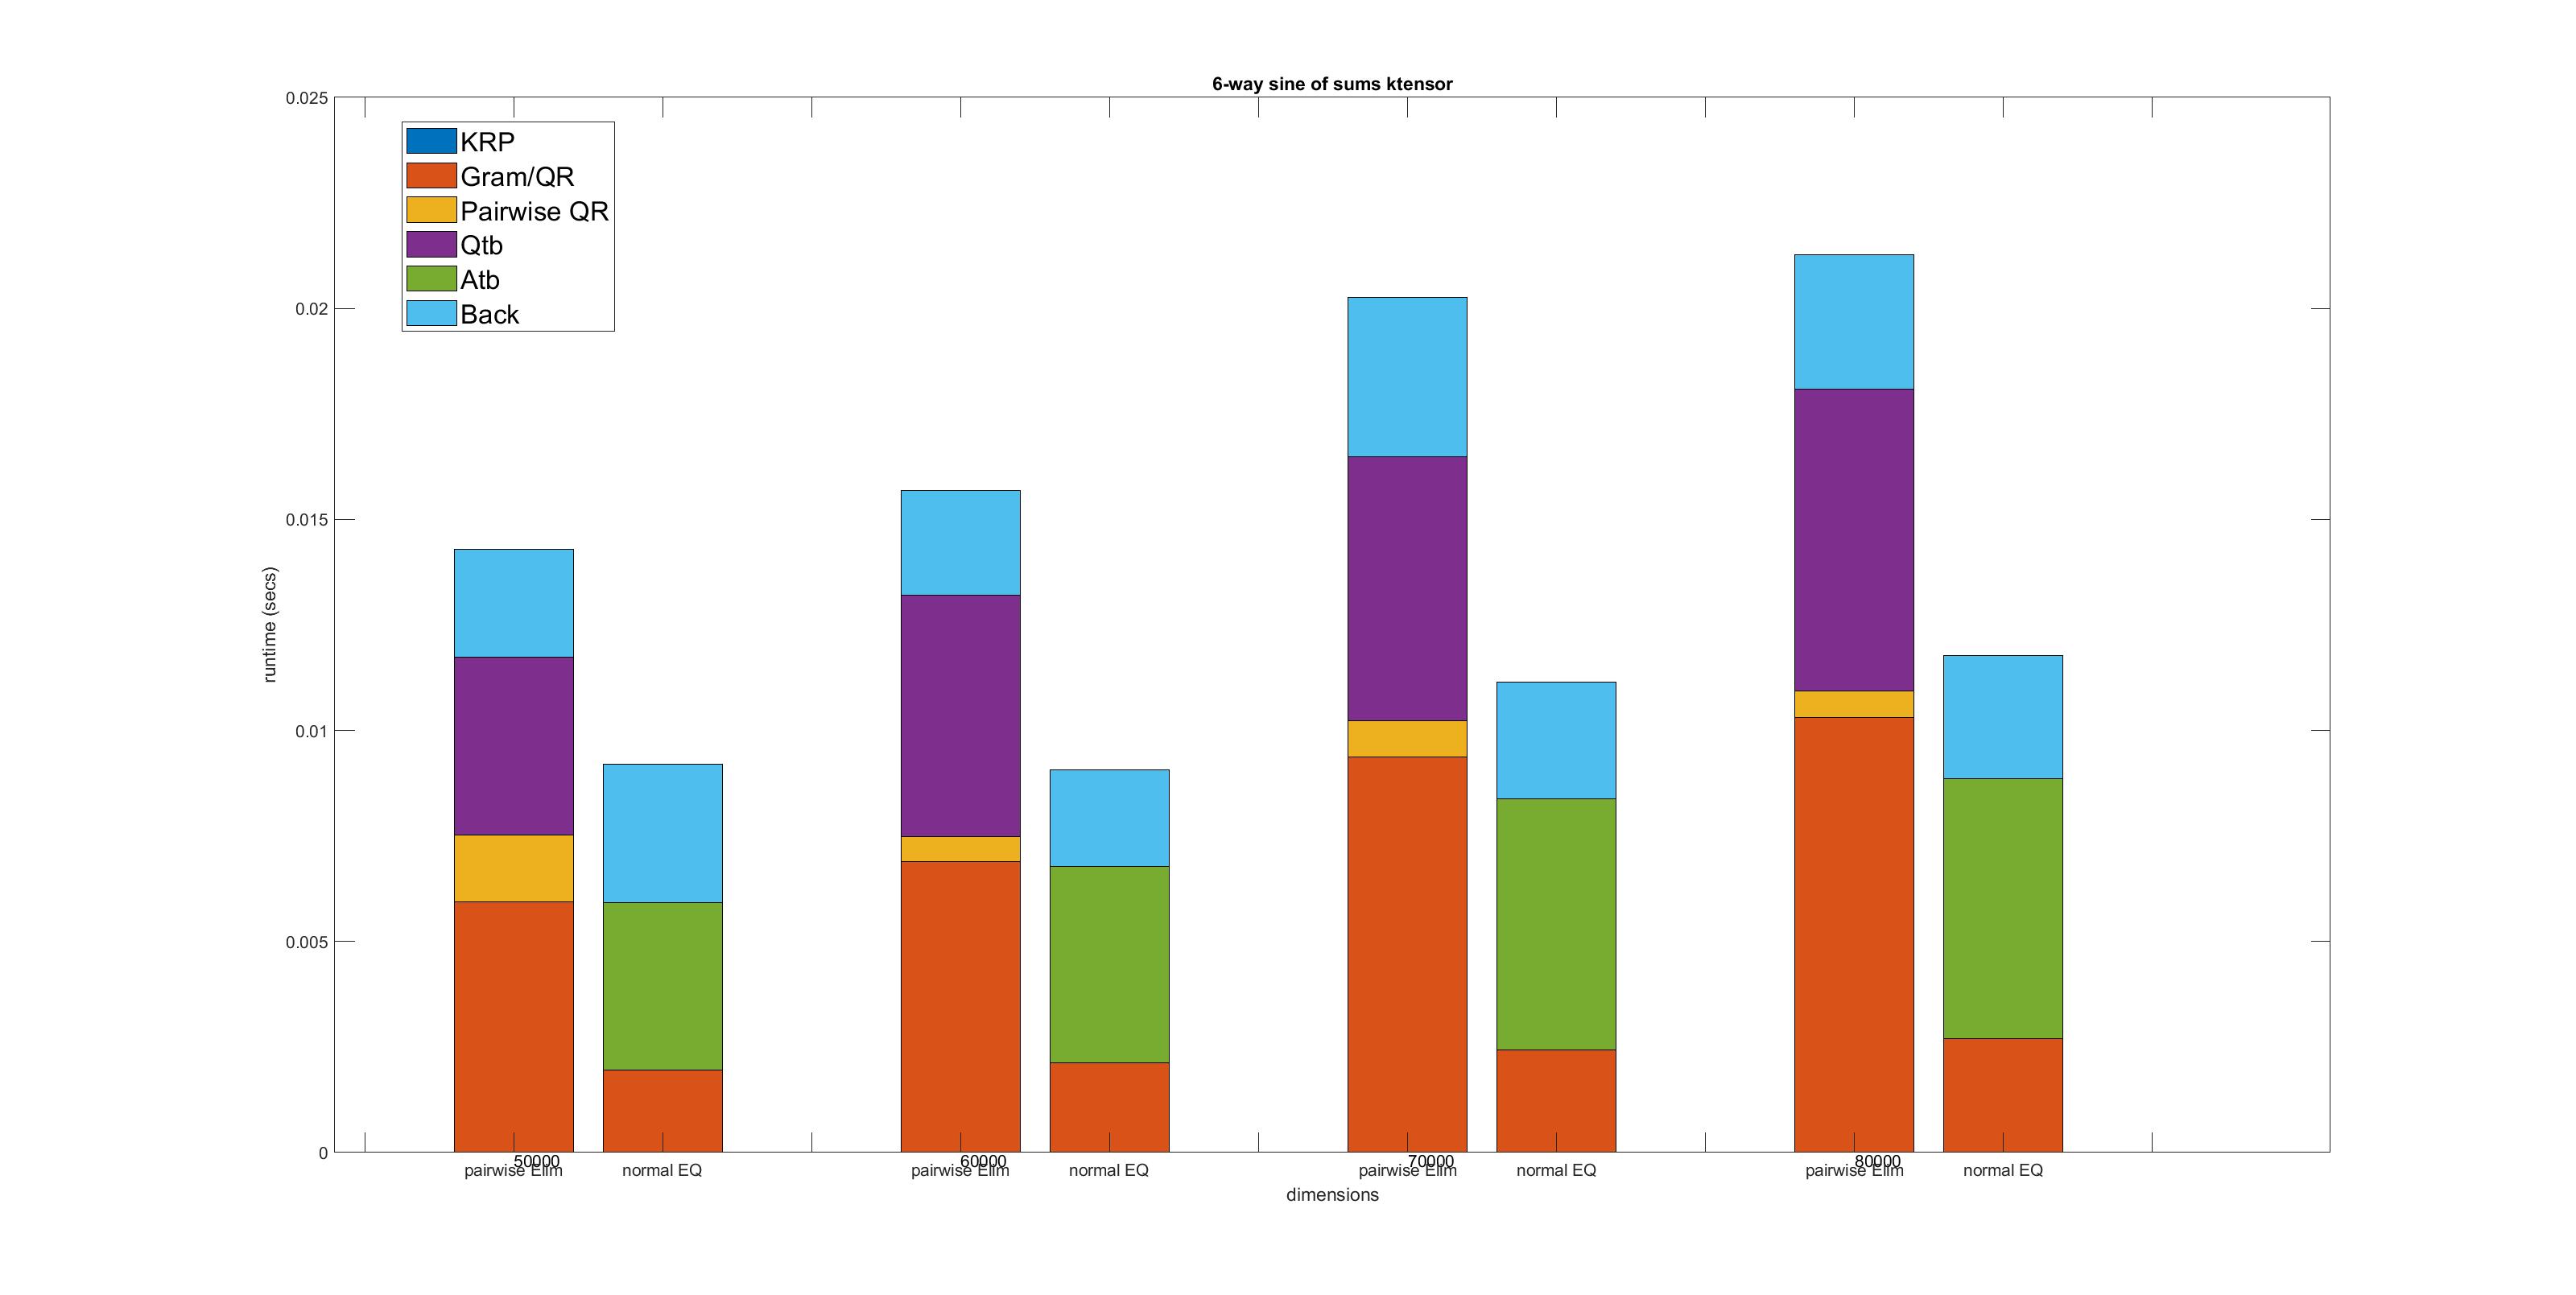 6-way sine of sums ktensor
0.025
0.02
0.015
0.01
0.005
0
runtime (secs)
KRP
Gram/QR
Pairwise QR
Qtb
Atb
Back
50000
60000
70000
80000
pairwise Elim
normal EQ
pairwise Elim
normal EQ
pairwise Elim
normal EQ
pairwise Elim
normal EQ
dimensions